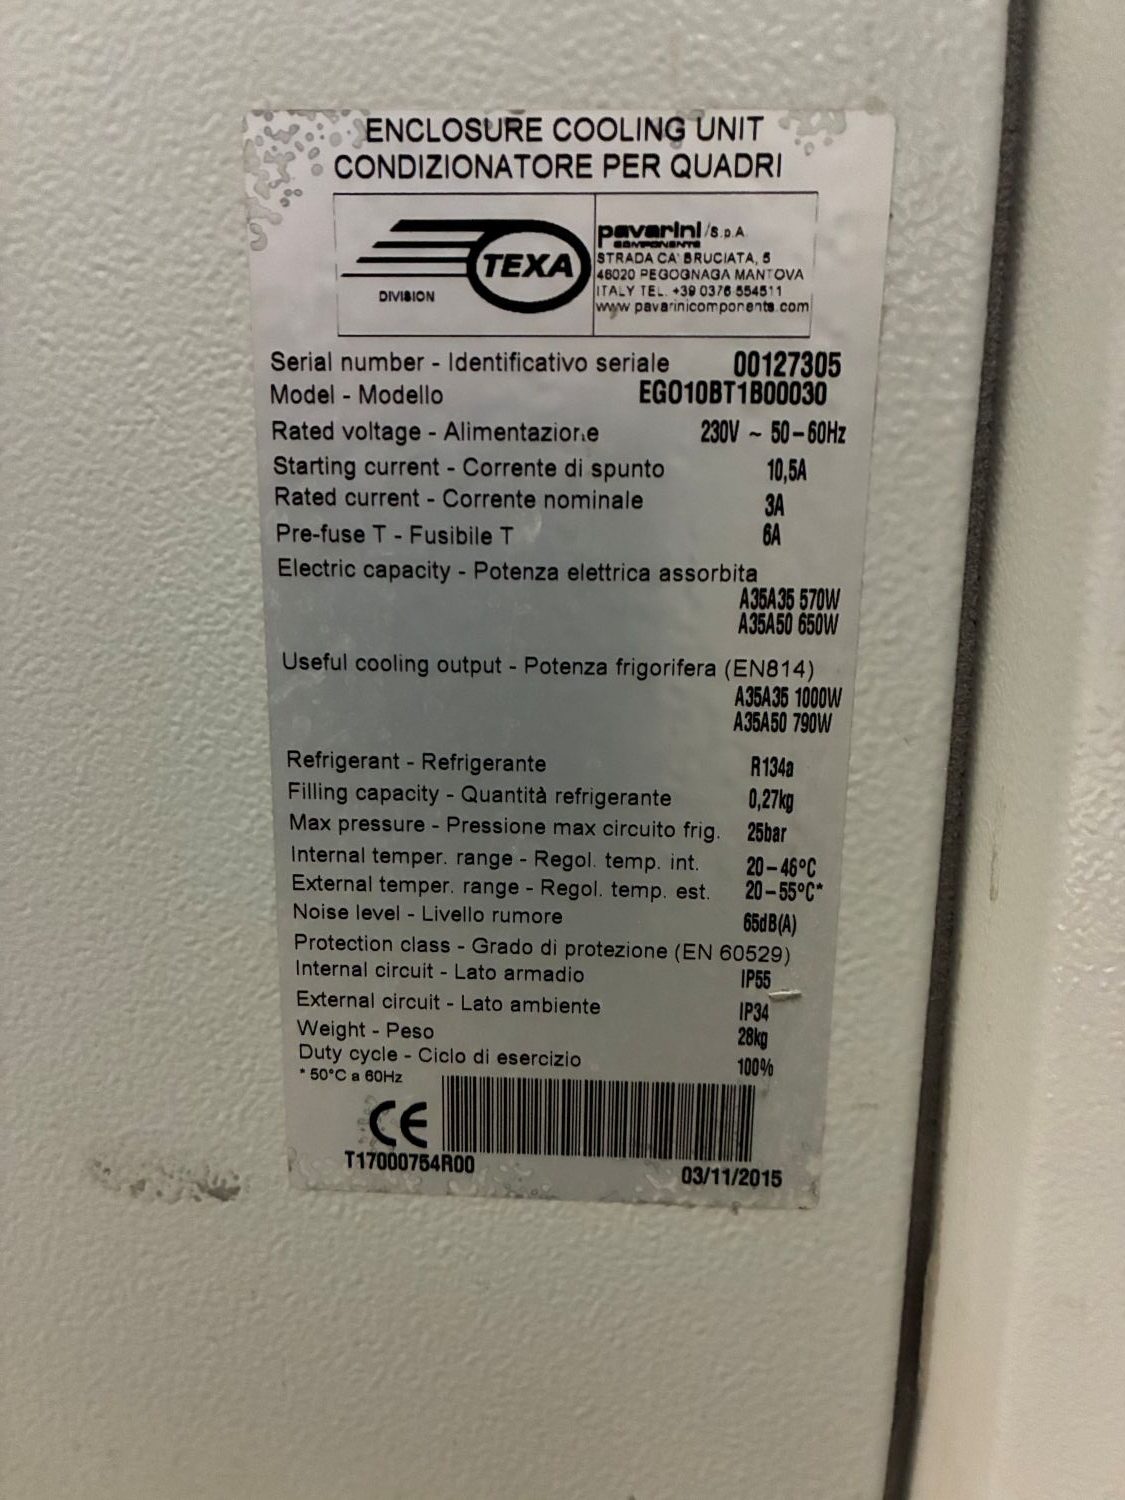 ENCLOSURE COOLING UNIT
CONDIZIONATORE PER QUADRI
TEXA
DIVISION
pavarini /S.p.A.
COMPONENTS
STRADA CA' BRUCIATA, 5
46020 PEGOGNAGA MANTOVA
ITALY TEL. +39 0376 554511
www pavarinicomponents.com
Serial number - Identificativo seriale 00127305
Model - Modello EGO10BT1B00030
Rated voltage - Alimentazione 230V ~ 50-60Hz
Starting current - Corrente di spunto 10,5A
Rated current - Corrente nominale 3A
Pre-fuse T - Fusibile T 6A
Electric capacity - Potenza elettrica assorbita
A35A35 570W
A35A50 650W
Useful cooling output - Potenza frigorifera (EN814)
A35A35 1000W
A35A50 790W
Refrigerant - Refrigerante R134a
Filling capacity - Quantità refrigerante 0,27kg
Max pressure - Pressione max circuito frig. 25bar
Internal temper. range - Regol. temp. int. 20-46°C
External temper. range - Regol. temp. est. 20-55°C*
Noise level - Livello rumore 65dB(A)
Protection class - Grado di protezione (EN 60529)
Internal circuit - Lato armadio IP55
External circuit - Lato ambiente IP34
Weight - Peso 28kg
Duty cycle - Ciclo di esercizio 100%
* 50°C a 60Hz
CE
T17000754R00 03/11/2015